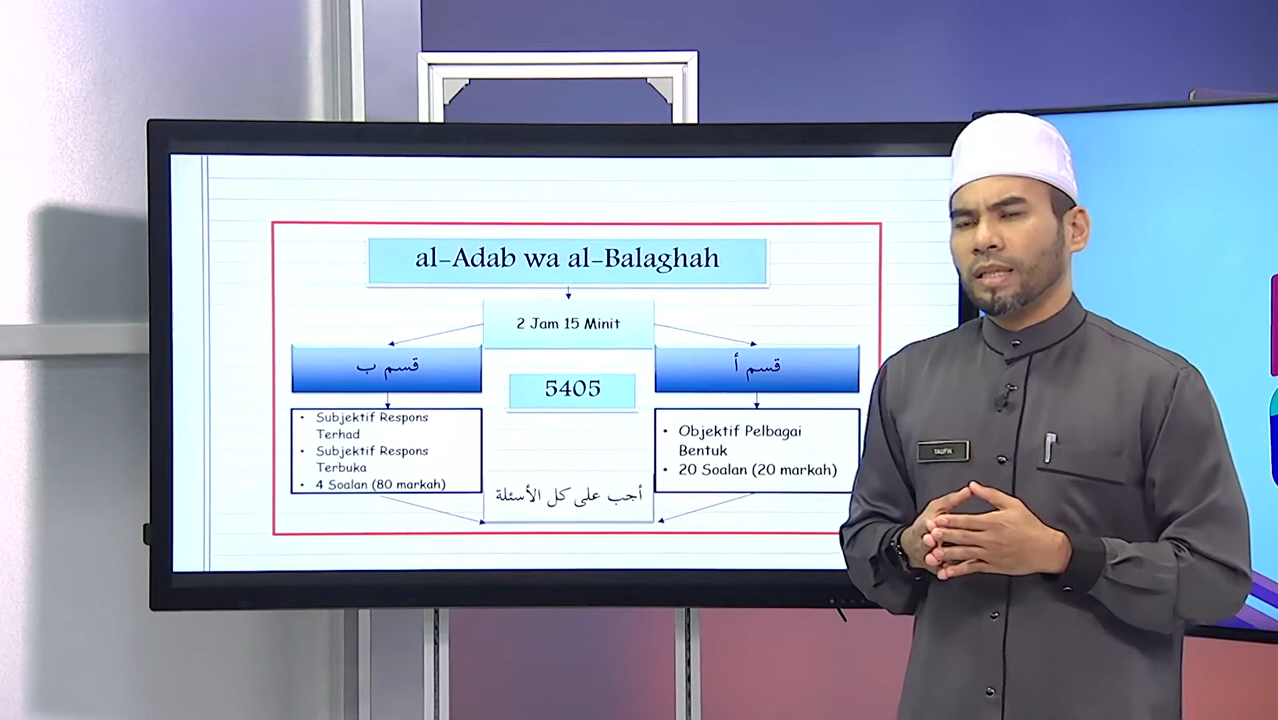 al-Adab wa al-Balaghah
2 Jam 15 Minit
قسم أ
قسم ب
5405
• Objektif Pelbagai
Bentuk
• 20 Soalan (20 markah)
• Subjektif Respons
Terhad
• Subjektif Respons
Terbuka
• 4 Soalan (80 markah)
أجب على كل الأسئلة
TAUFIK